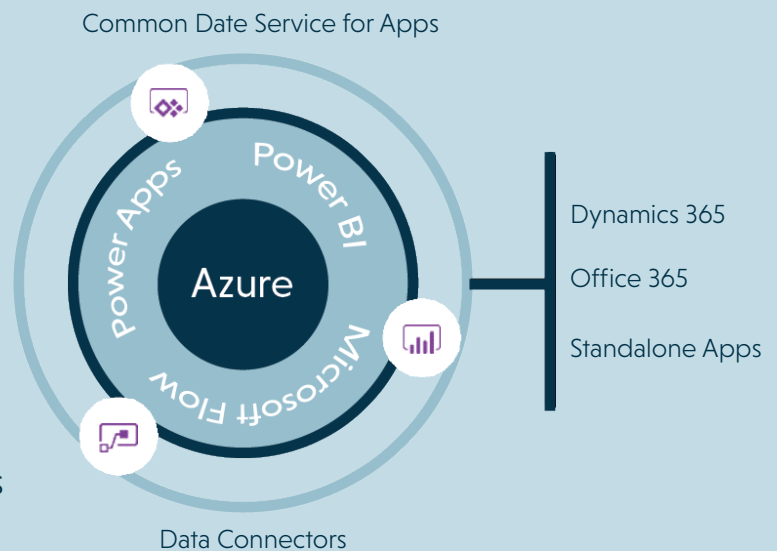 Common Date Service for Apps
Power Apps
Power BI
Azure
Microsoft Flow
Dynamics 365
Office 365
Standalone Apps
s
Data Connectors